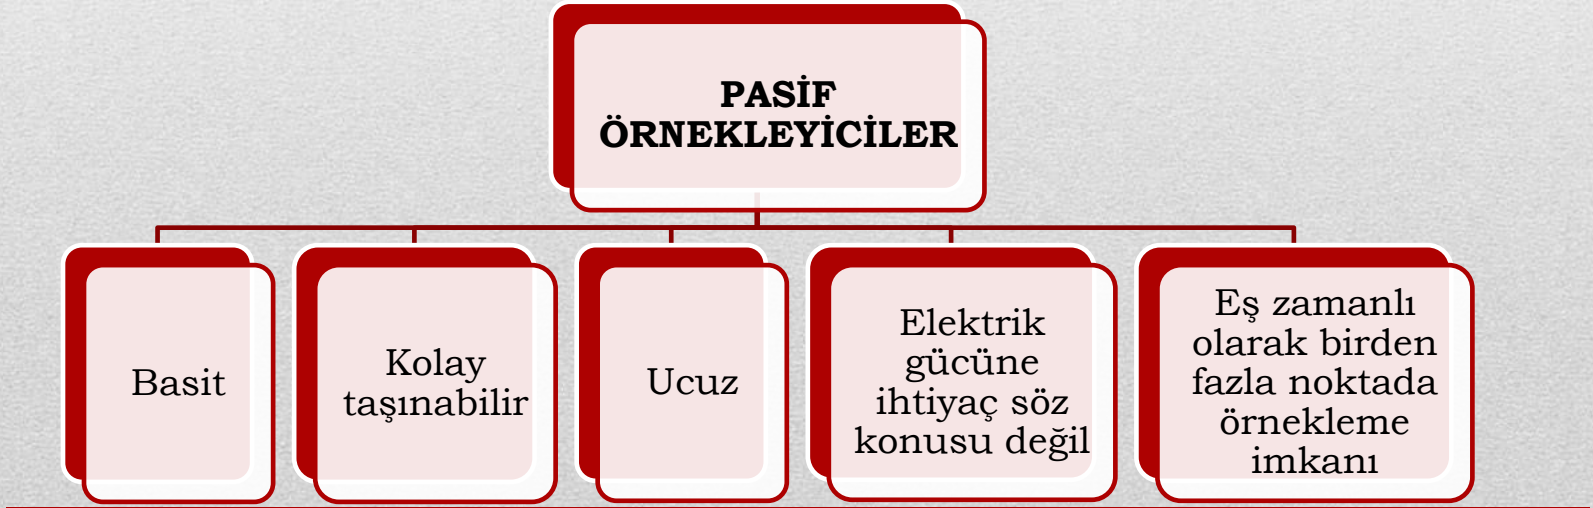 PASİF
ÖRNEKLEYİCİLER
Basit
Kolay
taşınabilir
Ucuz
Elektrik
gücüne
ihtiyaç söz
konusu değil
Eş zamanlı
olarak birden
fazla noktada
örnekleme
imkanı